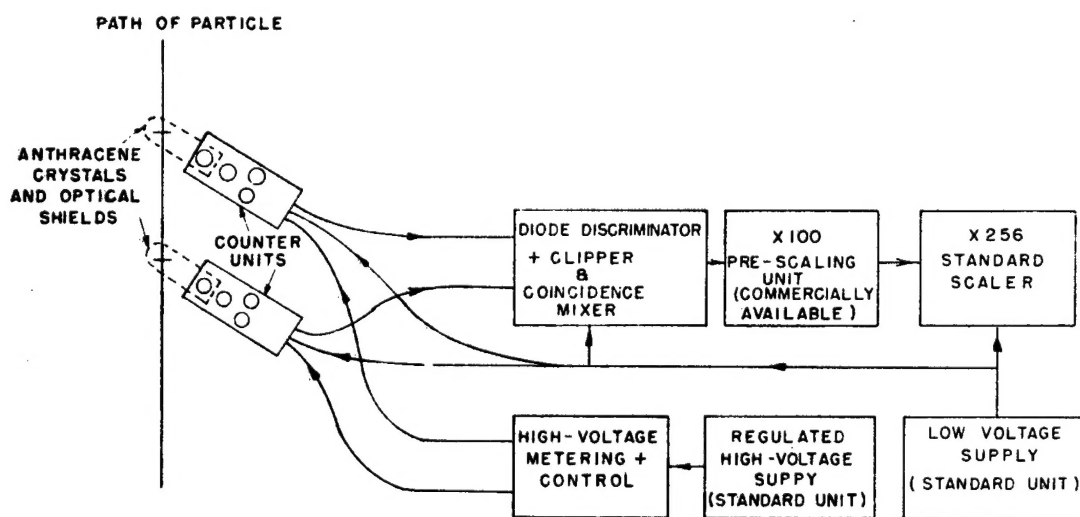 PATH OF PARTICLE
ANTHRACENE
CRYSTALS
AND OPTICAL
SHIELDS
COUNTER
UNITS
DIODE DISCRIMINATOR
+ CLIPPER
&
COINCIDENCE
MIXER
X 100
PRE-SCALING
UNIT
(COMMERCIALLY
AVAILABLE)
X 256
STANDARD
SCALER
HIGH-VOLTAGE
METERING +
CONTROL
REGULATED
HIGH-VOLTAGE
SUPPY
(STANDARD UNIT)
LOW VOLTAGE
SUPPLY
(STANDARD UNIT)